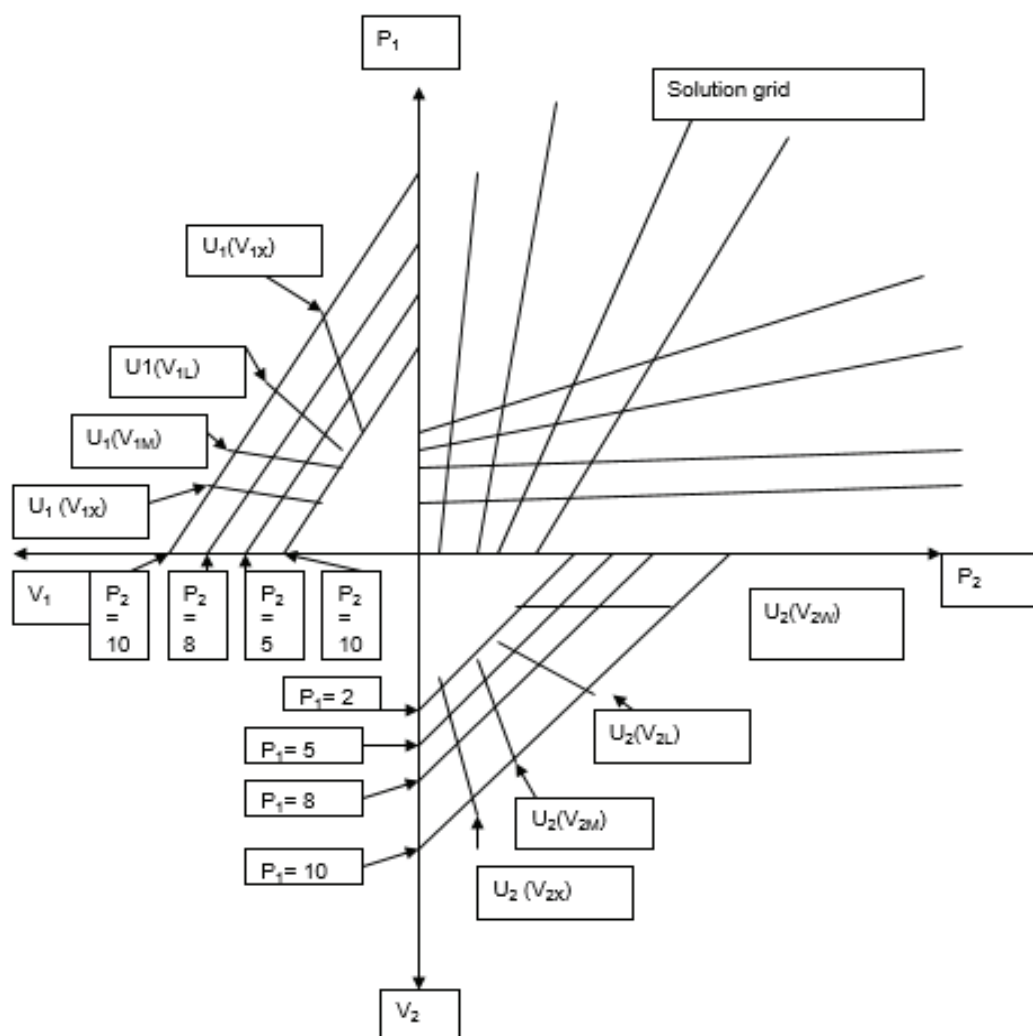 P₁
Solution grid
U₁(V₁ₓ)
U1(V₁L)
U₁(V₁M)
U₁ (V₁ₓ)
V₁
P₂
=
10
P₂
=
8
P₂
=
5
P₂
=
10
P₂
U₂(V₂W)
P₁= 2
P₁= 5
P₁= 8
P₁= 10
U₂(V₂L)
U₂(V₂M)
U₂ (V₂ₓ)
V₂